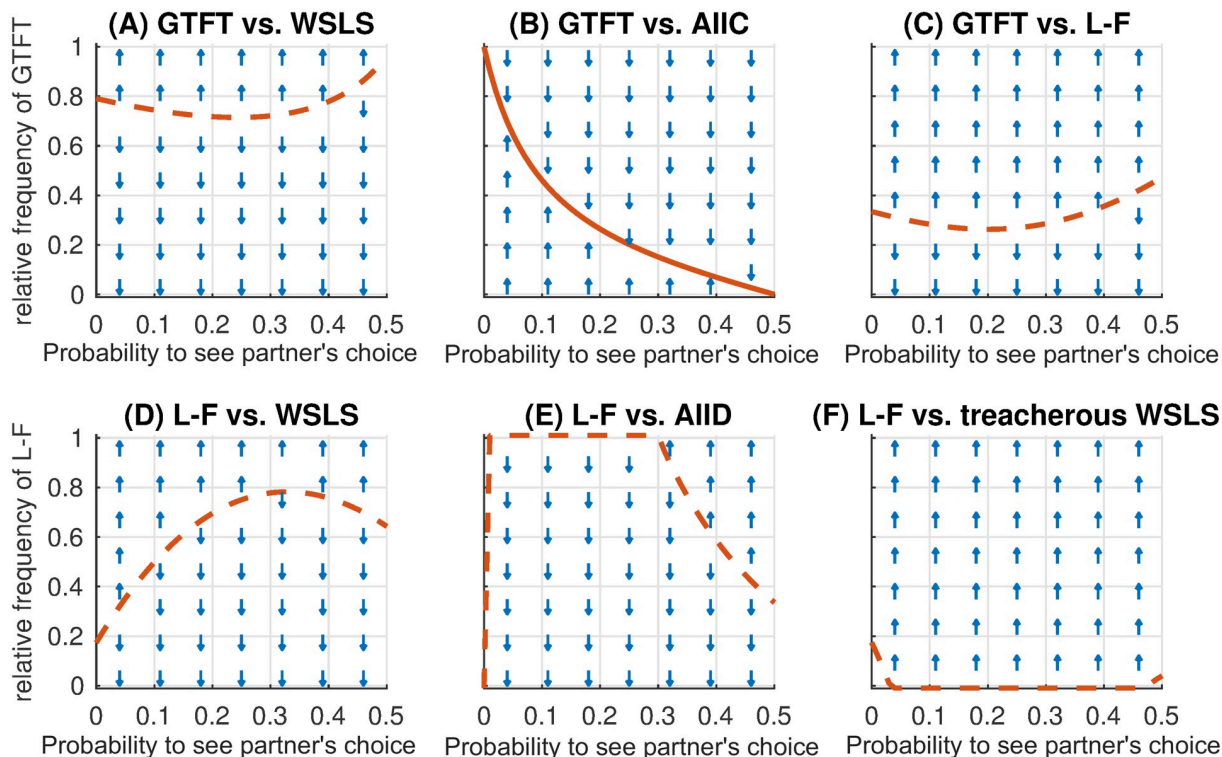 (A) GTFT vs. WSLS
(B) GTFT vs. AllC
(C) GTFT vs. L-F
relative frequency of GTFT
1
0.8
0.6
0.4
0.2
0
0 0.1 0.2 0.3 0.4 0.5
0 0.1 0.2 0.3 0.4 0.5
0 0.1 0.2 0.3 0.4 0.5
Probability to see partner's choice
Probability to see partner's choice
Probability to see partner's choice
(D) L-F vs. WSLS
(E) L-F vs. AllD
(F) L-F vs. treacherous WSLS
relative frequency of L-F
1
0.8
0.6
0.4
0.2
0
0 0.1 0.2 0.3 0.4 0.5
0 0.1 0.2 0.3 0.4 0.5
0 0.1 0.2 0.3 0.4 0.5
Probability to see partner's choice
Probability to see partner's choice
Probability to see partner's choice